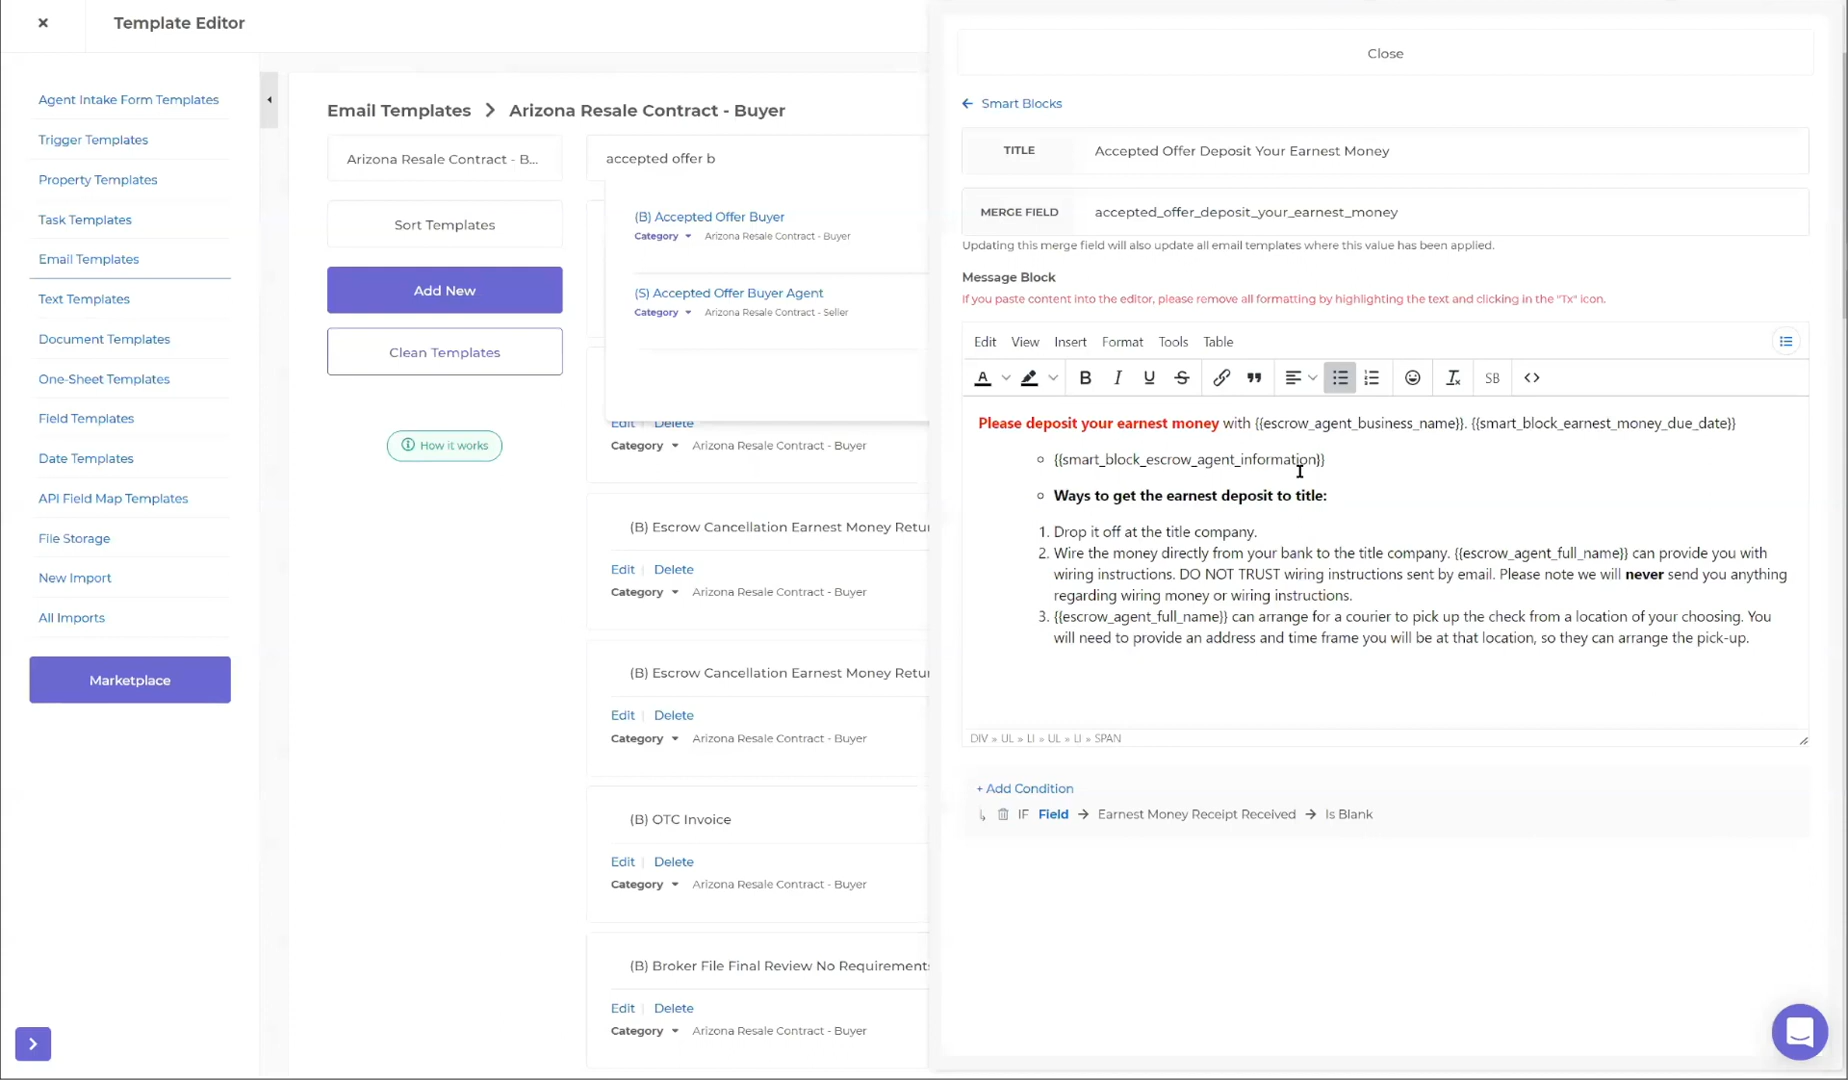 Template Editor
Agent Intake Form Templates
Trigger Templates
Property Templates
Task Templates
Email Templates
Text Templates
Document Templates
One-Sheet Templates
Field Templates
Date Templates
API Field Map Templates
File Storage
New Import
All Imports
Marketplace
Email Templates > Arizona Resale Contract - Buyer
Arizona Resale Contract - B...
Sort Templates
Add New
Clean Templates
How it works
accepted offer b
(B) Accepted Offer Buyer
Category Arizona Resale Contract - Buyer
(S) Accepted Offer Buyer Agent
Category Arizona Resale Contract - Seller
Edit Delete
Category Arizona Resale Contract - Buyer
(B) Escrow Cancellation Earnest Money Retur
Edit Delete
Category Arizona Resale Contract - Buyer
(B) Escrow Cancellation Earnest Money Retur
Edit Delete
Category Arizona Resale Contract - Buyer
(B) OTC Invoice
Edit Delete
Category Arizona Resale Contract - Buyer
(B) Broker File Final Review No Requirements
Edit Delete
Category Arizona Resale Contract - Buyer
Close
← Smart Blocks
TITLE Accepted Offer Deposit Your Earnest Money
MERGE FIELD accepted_offer_deposit_your_earnest_money
Updating this merge field will also update all email templates where this value has been applied.
Message Block
If you paste content into the editor, please remove all formatting by highlighting the text and clicking in the "Tx" icon.
Edit View Insert Format Tools Table
A B I U S SB
Please deposit your earnest money with {{escrow_agent_business_name}}. {{smart_block_earnest_money_due_date}}
{{smart_block_escrow_agent_information}}
Ways to get the earnest deposit to title:
1. Drop it off at the title company.
2. Wire the money directly from your bank to the title company. {{escrow_agent_full_name}} can provide you with
wiring instructions. DO NOT TRUST wiring instructions sent by email. Please note we will never send you anything
regarding wiring money or wiring instructions.
3. {{escrow_agent_full_name}} can arrange for a courier to pick up the check from a location of your choosing. You
will need to provide an address and time frame you will be at that location, so they can arrange the pick-up.
DIV » UL » LI » UL » LI » SPAN
+ Add Condition
IF Field → Earnest Money Receipt Received → Is Blank